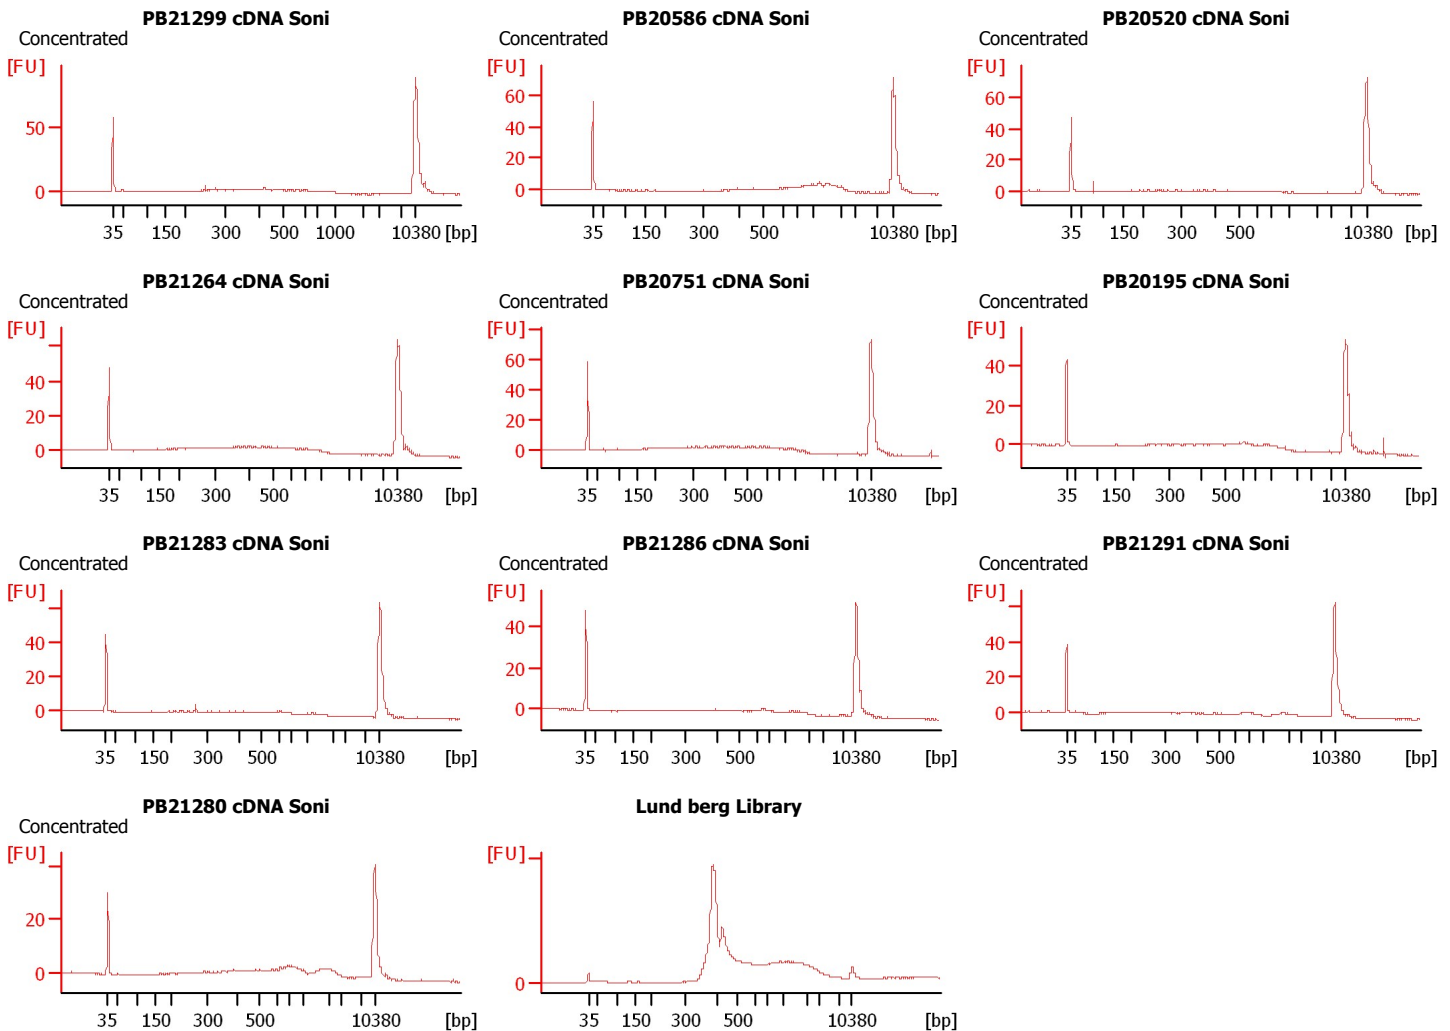 PB21299 cDNA Soni
Concentrated
[FU]
50
0
35 150 300 500 1000 10380 [bp]
PB20586 cDNA Soni
Concentrated
[FU]
60
40
20
0
35 150 300 500 10380 [bp]
PB20520 cDNA Soni
Concentrated
[FU]
60
40
20
0
35 150 300 500 10380 [bp]
PB21264 cDNA Soni
Concentrated
[FU]
40
20
0
35 150 300 500 10380 [bp]
PB20751 cDNA Soni
Concentrated
[FU]
60
40
20
0
35 150 300 500 10380 [bp]
PB20195 cDNA Soni
Concentrated
[FU]
40
20
0
35 150 300 500 10380 [bp]
PB21283 cDNA Soni
Concentrated
[FU]
40
20
0
35 150 300 500 10380 [bp]
PB21286 cDNA Soni
Concentrated
[FU]
40
20
0
35 150 300 500 10380 [bp]
PB21291 cDNA Soni
Concentrated
[FU]
40
20
0
35 150 300 500 10380 [bp]
PB21280 cDNA Soni
Concentrated
[FU]
20
0
35 150 300 500 10380 [bp]
Lund berg Library
[FU]
0
35 150 300 500 10380 [bp]